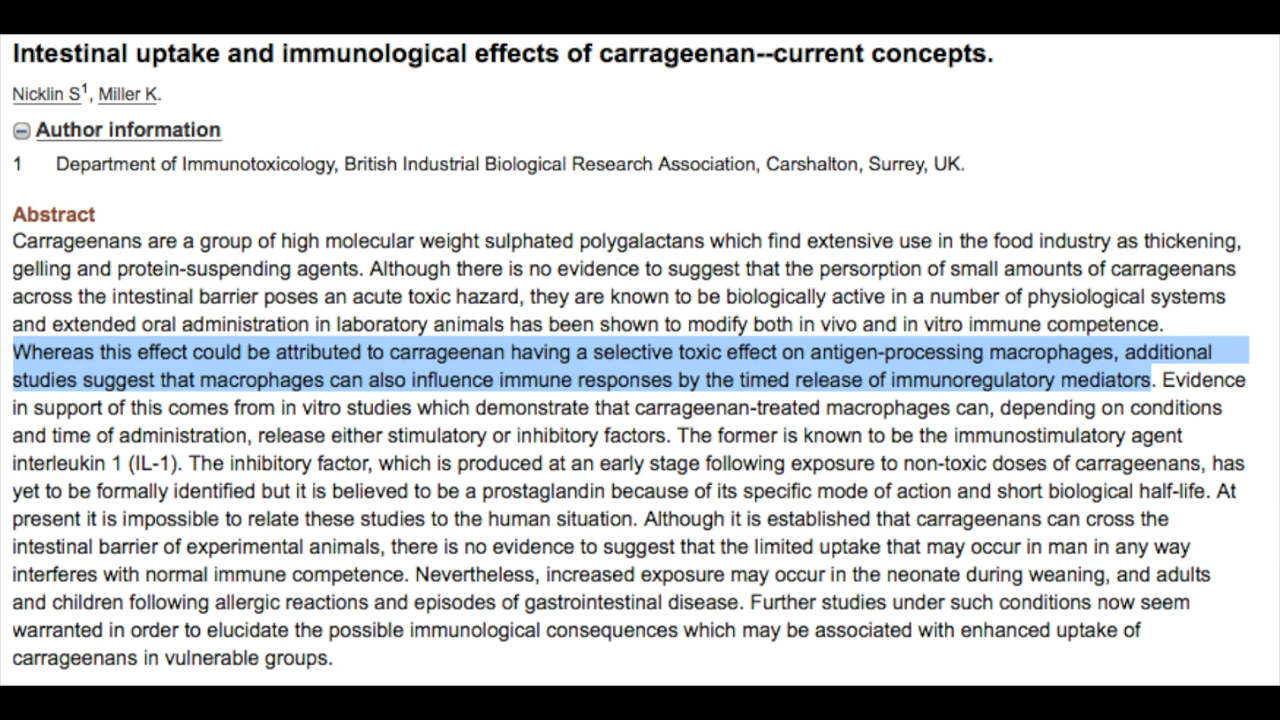 Intestinal uptake and immunological effects of carrageenan--current concepts.
Nicklin S1, Miller K.
Author information
1 Department of Immunotoxicology, British Industrial Biological Research Association, Carshalton, Surrey, UK.
Abstract
Carrageenans are a group of high molecular weight sulphated polygalactans which find extensive use in the food industry as thickening,
gelling and protein-suspending agents. Although there is no evidence to suggest that the persorption of small amounts of carrageenans
across the intestinal barrier poses an acute toxic hazard, they are known to be biologically active in a number of physiological systems
and extended oral administration in laboratory animals has been shown to modify both in vivo and in vitro immune competence.
Whereas this effect could be attributed to carrageenan having a selective toxic effect on antigen-processing macrophages, additional
studies suggest that macrophages can also influence immune responses by the timed release of immunoregulatory mediators. Evidence
in support of this comes from in vitro studies which demonstrate that carrageenan-treated macrophages can, depending on conditions
and time of administration, release either stimulatory or inhibitory factors. The former is known to be the immunostimulatory agent
interleukin 1 (IL-1). The inhibitory factor, which is produced at an early stage following exposure to non-toxic doses of carrageenans, has
yet to be formally identified but it is believed to be a prostaglandin because of its specific mode of action and short biological half-life. At
present it is impossible to relate these studies to the human situation. Although it is established that carrageenans can cross the
intestinal barrier of experimental animals, there is no evidence to suggest that the limited uptake that may occur in man in any way
interferes with normal immune competence. Nevertheless, increased exposure may occur in the neonate during weaning, and adults
and children following allergic reactions and episodes of gastrointestinal disease. Further studies under such conditions now seem
warranted in order to elucidate the possible immunological consequences which may be associated with enhanced uptake of
carrageenans in vulnerable groups.